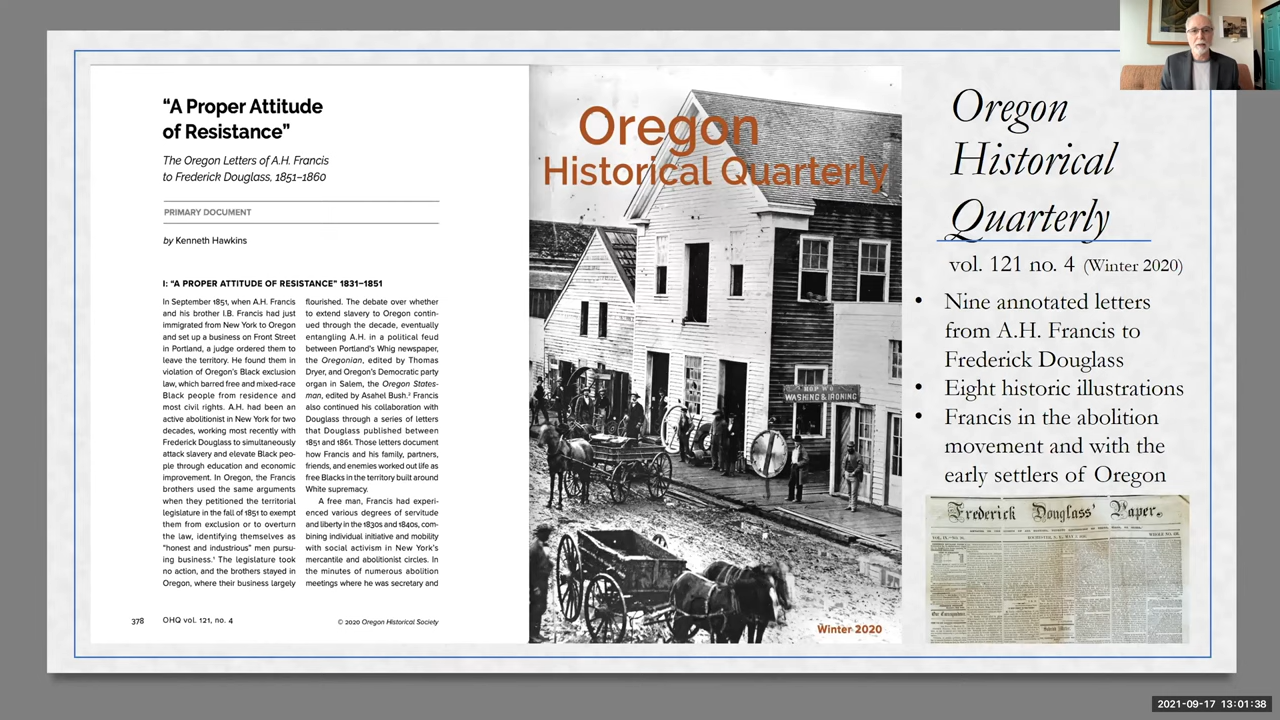 “A Proper Attitude
of Resistance”
The Oregon Letters of A.H. Francis
to Frederick Douglass, 1851–1860
PRIMARY DOCUMENT
by Kenneth Hawkins
I: “A PROPER ATTITUDE OF RESISTANCE” 1831–1851
In September 1851, when A.H. Francis
and his brother I.B. Francis had just
immigrated from New York to Oregon
and set up a business on Front Street
in Portland, a judge ordered them to
leave the territory. He found them in
violation of Oregon’s Black exclusion
law, which barred free and mixed-race
Black people from residence and
most civil rights. A.H. had been an
active abolitionist in New York for two
decades, working most recently with
Frederick Douglass to simultaneously
attack slavery and elevate Black peo-
ple through education and economic
improvement. In Oregon, the Francis
brothers used the same arguments
when they petitioned the territorial
legislature in the fall of 1851 to exempt
them from exclusion or to overturn
the law, identifying themselves as
“honest and industrious” men pursu-
ing business.¹ The legislature took
no action, and the brothers stayed in
Oregon, where their business largely
flourished. The debate over whether
to extend slavery to Oregon contin-
ued through the decade, eventually
entangling A.H. in a political feud
between Portland’s Whig newspaper,
the Oregonian, edited by Thomas
Dryer, and Oregon’s Democratic party
organ in Salem, the Oregon States-
man, edited by Asahel Bush.² Francis
also continued his collaboration with
Douglass through a series of letters
that Douglass published between
1851 and 1861. Those letters document
how Francis and his family, partners,
friends, and enemies worked out life as
free Blacks in the territory built around
White supremacy.
A free man, Francis had experi-
enced various degrees of servitude
and liberty in the 1830s and 1840s, com-
bining individual initiative and mobility
with social activism in New York’s
mercantile and abolitionist circles. In
the minutes of numerous abolition
meetings where he was secretary and
378 OHQ vol. 121, no. 4
© 2020 Oregon Historical Society
Oregon
Historical Quarterly
HOP WO
WASHING & IRONING
Winter 2020
Oregon
Historical
Quarterly
vol. 121 no. 4 (Winter 2020)
• Nine annotated letters
from A.H. Francis to
Frederick Douglass
• Eight historic illustrations
• Francis in the abolition
movement and with the
early settlers of Oregon
Frederick Douglass' Paper.
2021-09-17 13:01:38